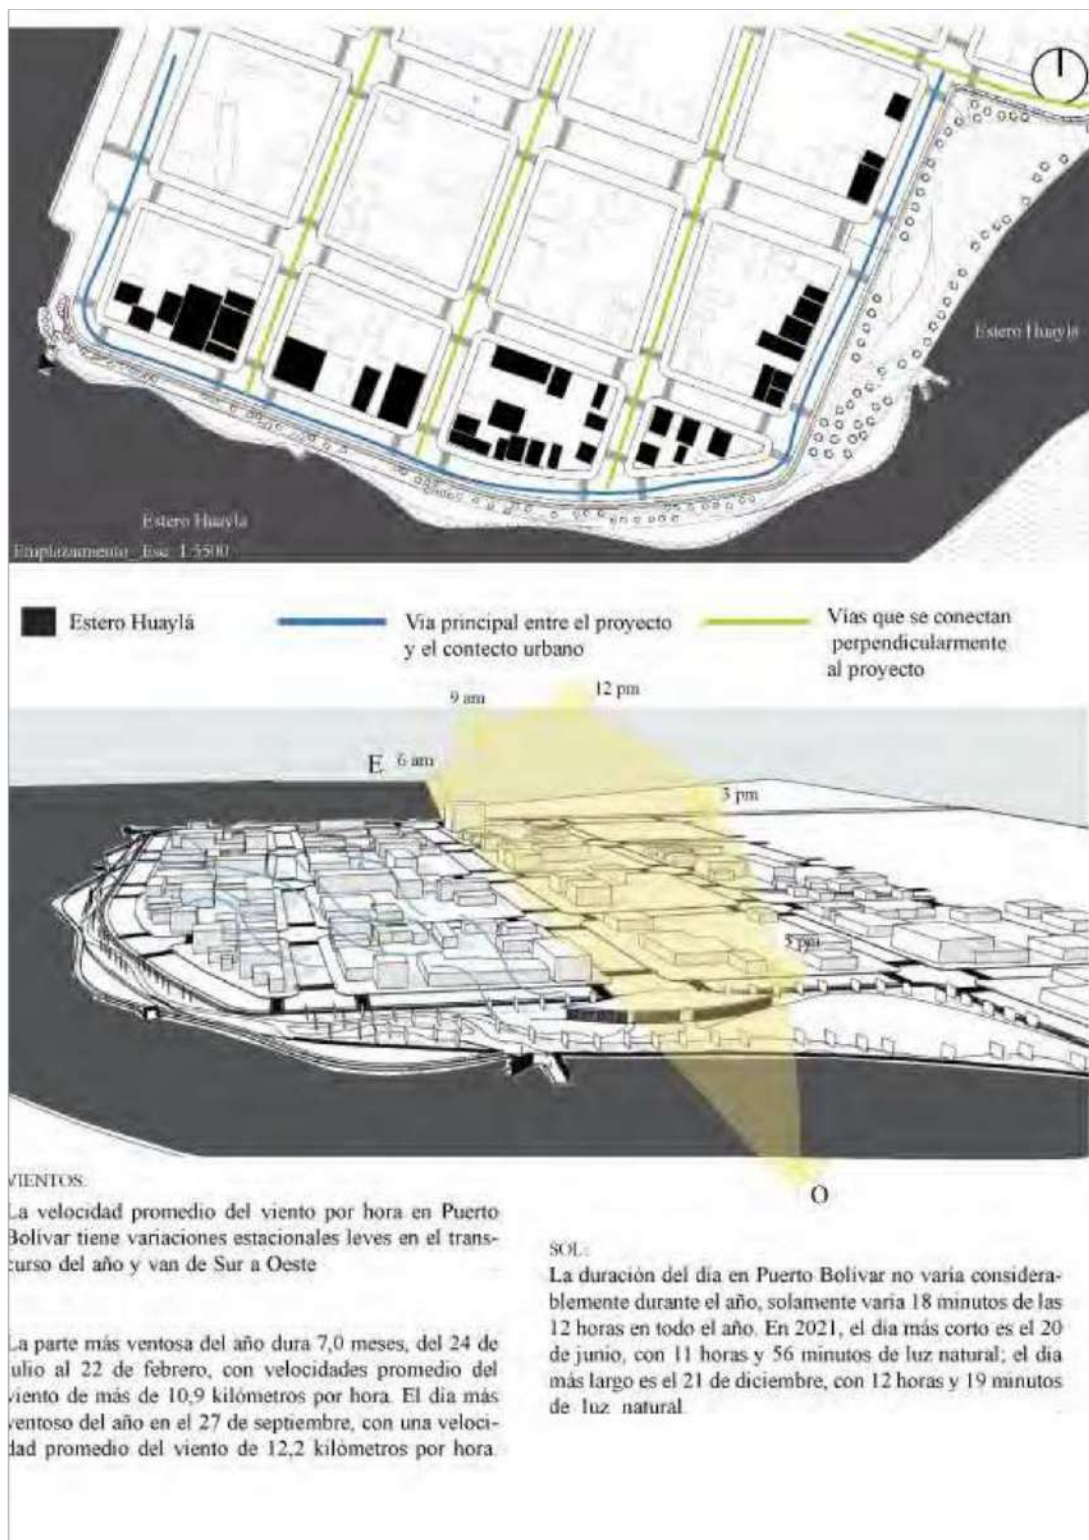 Estero Huayla
Estero Huayla
Emplazamiento_Esc 1:5500
Estero Huaylá
Via principal entre el proyecto
y el contecto urbano
Vías que se conectan
perpendicularmente
al proyecto
12 pm
9 am
E 6 am
3 pm
5 pm
O
VIENTOS:
La velocidad promedio del viento por hora en Puerto
Bolívar tiene variaciones estacionales leves en el trans-
curso del año y van de Sur a Oeste
La parte más ventosa del año dura 7,0 meses, del 24 de
julio al 22 de febrero, con velocidades promedio del
viento de más de 10,9 kilómetros por hora. El día más
ventoso del año en el 27 de septiembre, con una veloci-
dad promedio del viento de 12,2 kilómetros por hora.
SOL:
La duración del día en Puerto Bolívar no varía considera-
blemente durante el año, solamente varía 18 minutos de las
12 horas en todo el año. En 2021, el día más corto es el 20
de junio, con 11 horas y 56 minutos de luz natural; el día
más largo es el 21 de diciembre, con 12 horas y 19 minutos
de luz natural.